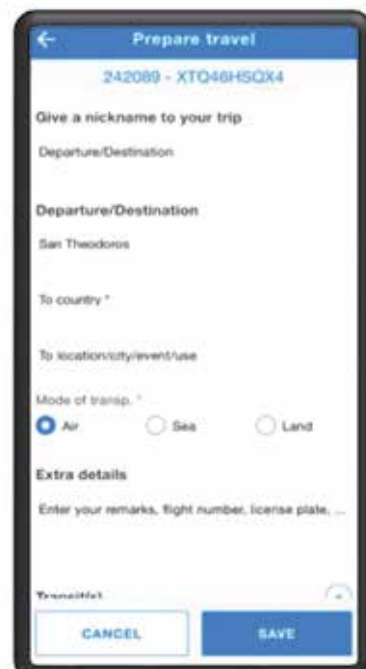 Prepare travel
242089 - XTQ46HSQX4
Give a nickname to your trip
Departure/Destination
Departure/Destination
San Theodoros
To country *
To location/city/event/use
Mode of transp. *
Air Sea Land
Extra details
Enter your remarks, flight number, license plate, ...
Transit(s)
CANCEL SAVE